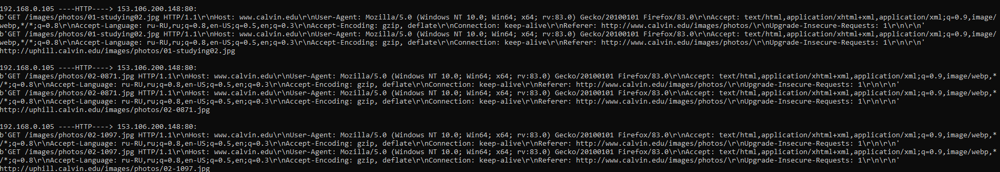 192.168.0.105 ----HTTP----> 153.106.200.148:80:
b'GET /images/photos/01-studying02.jpg HTTP/1.1\r\nHost: www.calvin.edu\r\nUser-Agent: Mozilla/5.0 (Windows NT 10.0; Win64; x64; rv:83.0) Gecko/20100101 Firefox/83.0\r\nAccept: text/html,application/xhtml+xml,application/xml;q=0.9,image/
webp,*/*;q=0.8\r\nAccept-Language: ru-RU,ru;q=0.8,en-US;q=0.5,en;q=0.3\r\nAccept-Encoding: gzip, deflate\r\nConnection: keep-alive\r\nReferer: http://www.calvin.edu/images/photos/\r\nUpgrade-Insecure-Requests: 1\r\n\r\n'
b'GET /images/photos/01-studying02.jpg HTTP/1.1\r\nHost: www.calvin.edu\r\nUser-Agent: Mozilla/5.0 (Windows NT 10.0; Win64; x64; rv:83.0) Gecko/20100101 Firefox/83.0\r\nAccept: text/html,application/xhtml+xml,application/xml;q=0.9,image/
webp,*/*;q=0.8\r\nAccept-Language: ru-RU,ru;q=0.8,en-US;q=0.5,en;q=0.3\r\nAccept-Encoding: gzip, deflate\r\nConnection: keep-alive\r\nReferer: http://www.calvin.edu/images/photos/\r\nUpgrade-Insecure-Requests: 1\r\n\r\n'
http://uphill.calvin.edu/images/photos/01-studying02.jpg
192.168.0.105 ----HTTP----> 153.106.200.148:80:
b'GET /images/photos/02-0871.jpg HTTP/1.1\r\nHost: www.calvin.edu\r\nUser-Agent: Mozilla/5.0 (Windows NT 10.0; Win64; x64; rv:83.0) Gecko/20100101 Firefox/83.0\r\nAccept: text/html,application/xhtml+xml,application/xml;q=0.9,image/webp,*
/*;q=0.8\r\nAccept-Language: ru-RU,ru;q=0.8,en-US;q=0.5,en;q=0.3\r\nAccept-Encoding: gzip, deflate\r\nConnection: keep-alive\r\nReferer: http://www.calvin.edu/images/photos/\r\nUpgrade-Insecure-Requests: 1\r\n\r\n'
b'GET /images/photos/02-0871.jpg HTTP/1.1\r\nHost: www.calvin.edu\r\nUser-Agent: Mozilla/5.0 (Windows NT 10.0; Win64; x64; rv:83.0) Gecko/20100101 Firefox/83.0\r\nAccept: text/html,application/xhtml+xml,application/xml;q=0.9,image/webp,*
/*;q=0.8\r\nAccept-Language: ru-RU,ru;q=0.8,en-US;q=0.5,en;q=0.3\r\nAccept-Encoding: gzip, deflate\r\nConnection: keep-alive\r\nReferer: http://www.calvin.edu/images/photos/\r\nUpgrade-Insecure-Requests: 1\r\n\r\n'
http://uphill.calvin.edu/images/photos/02-0871.jpg
192.168.0.105 ----HTTP----> 153.106.200.148:80:
b'GET /images/photos/02-1097.jpg HTTP/1.1\r\nHost: www.calvin.edu\r\nUser-Agent: Mozilla/5.0 (Windows NT 10.0; Win64; x64; rv:83.0) Gecko/20100101 Firefox/83.0\r\nAccept: text/html,application/xhtml+xml,application/xml;q=0.9,image/webp,*
/*;q=0.8\r\nAccept-Language: ru-RU,ru;q=0.8,en-US;q=0.5,en;q=0.3\r\nAccept-Encoding: gzip, deflate\r\nConnection: keep-alive\r\nReferer: http://www.calvin.edu/images/photos/\r\nUpgrade-Insecure-Requests: 1\r\n\r\n'
b'GET /images/photos/02-1097.jpg HTTP/1.1\r\nHost: www.calvin.edu\r\nUser-Agent: Mozilla/5.0 (Windows NT 10.0; Win64; x64; rv:83.0) Gecko/20100101 Firefox/83.0\r\nAccept: text/html,application/xhtml+xml,application/xml;q=0.9,image/webp,*
/*;q=0.8\r\nAccept-Language: ru-RU,ru;q=0.8,en-US;q=0.5,en;q=0.3\r\nAccept-Encoding: gzip, deflate\r\nConnection: keep-alive\r\nReferer: http://www.calvin.edu/images/photos/\r\nUpgrade-Insecure-Requests: 1\r\n\r\n'
http://uphill.calvin.edu/images/photos/02-1097.jpg